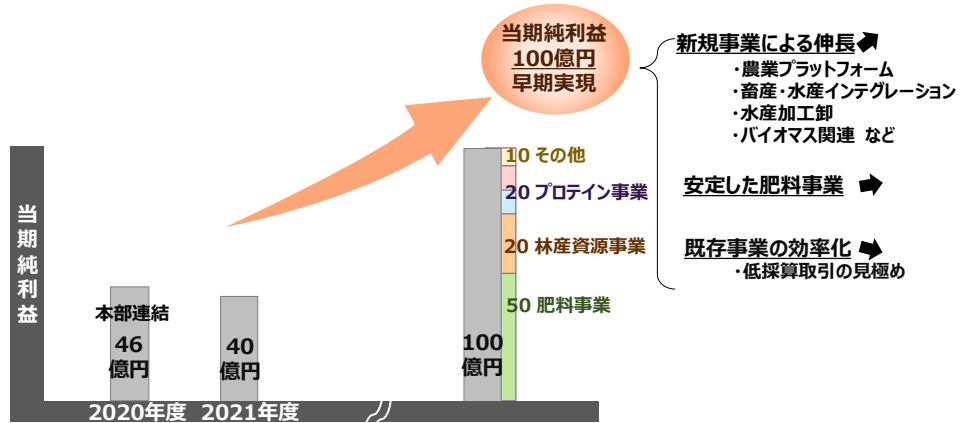 当期純利益
100億円
早期実現
新規事業による伸長
・農業プラットフォーム
・畜産・水産インテグレーション
・水産加工卸
・バイオマス関連 など
安定した肥料事業
既存事業の効率化
・低採算取引の見極め
当期純利益
本部連結
46
億円
40
億円
100
億円
10 その他
20 プロテイン事業
20 林産資源事業
50 肥料事業
2020年度
2021年度